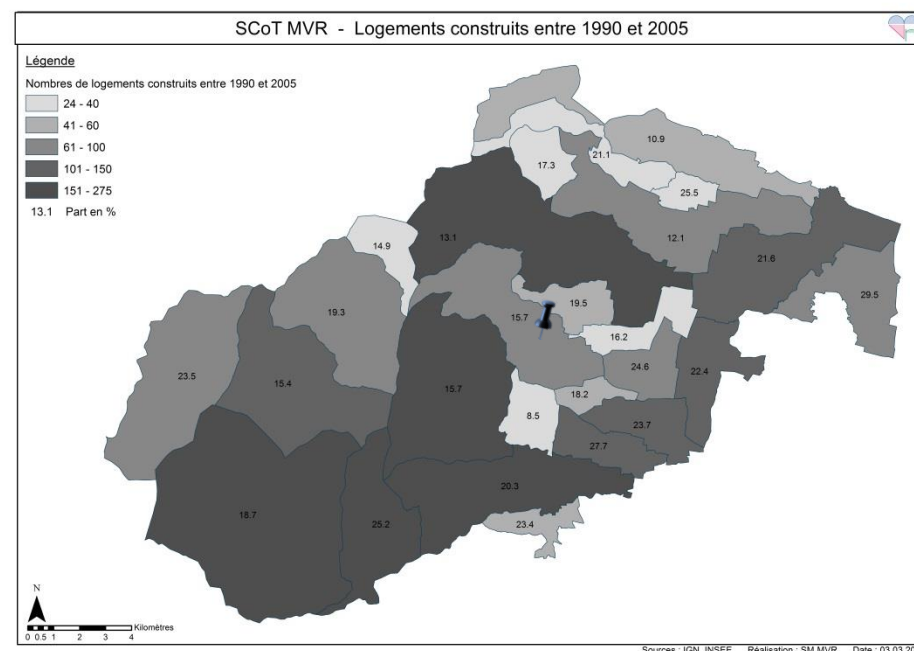 SCoT MVR - Logements construits entre 1990 et 2005
Légende
Nombres de logements construits entre 1990 et 2005
24 - 40
41 - 60
61 - 100
101 - 150
151 - 275
13.1 Part en %
10.9
21.1
17.3
25.5
12.1
13.1
14.9
21.6
29.5
19.5
19.3
15.7
16.2
23.5
24.6
22.4
15.4
15.7
18.2
8.5
23.7
27.7
20.3
18.7
25.2
23.4
N
0 0.5 1 2 3 4 Kilomètres
Sources : IGN, INSEE Réalisation : SM MVR Date : 03.03.20